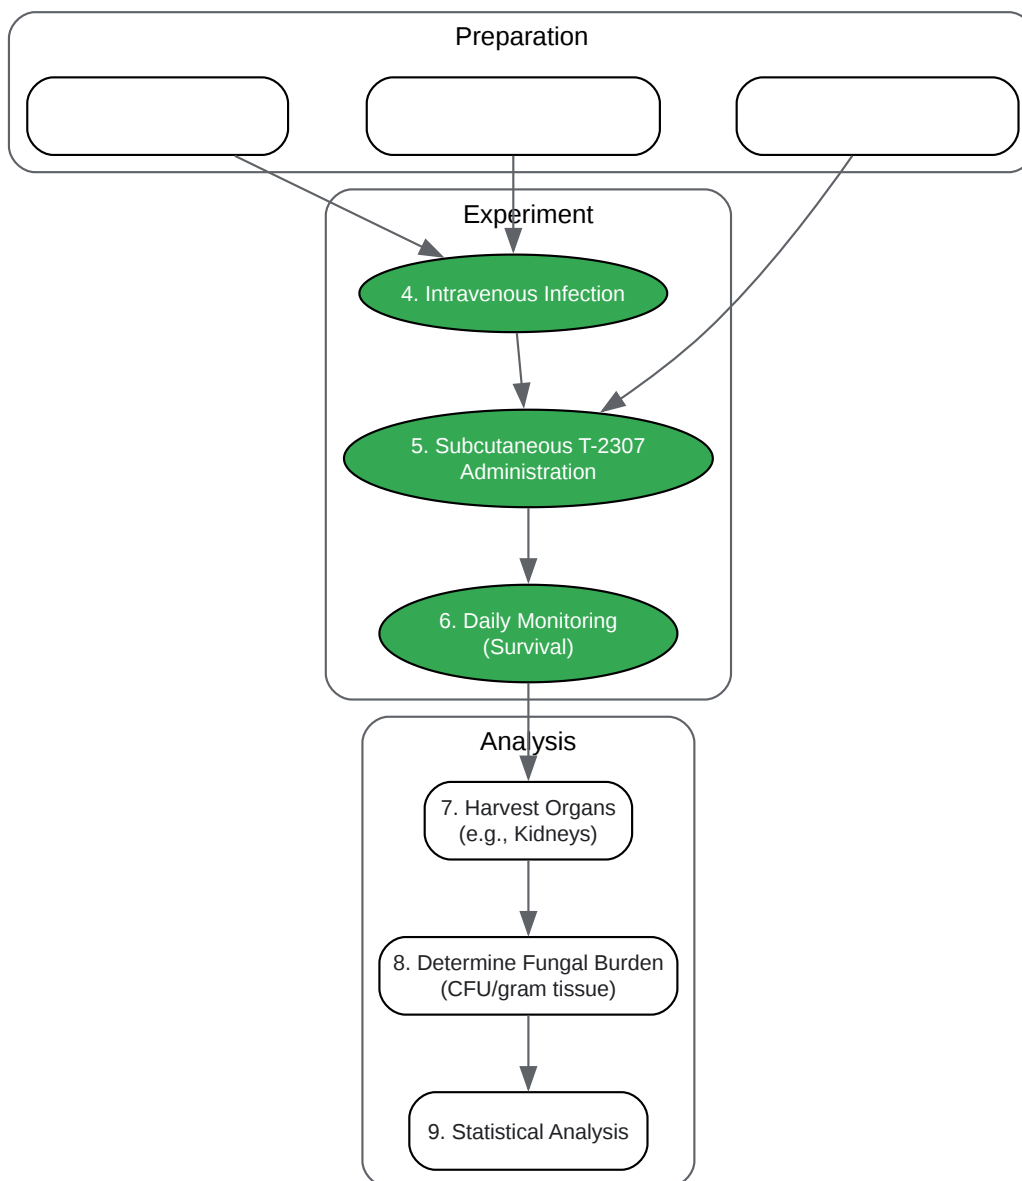 Preparation
Experiment
4. Intravenous Infection
5. Subcutaneous T-2307
Administration
6. Daily Monitoring
(Survival)
Analysis
7. Harvest Organs
(e.g., Kidneys)
8. Determine Fungal Burden
(CFU/gram tissue)
9. Statistical Analysis